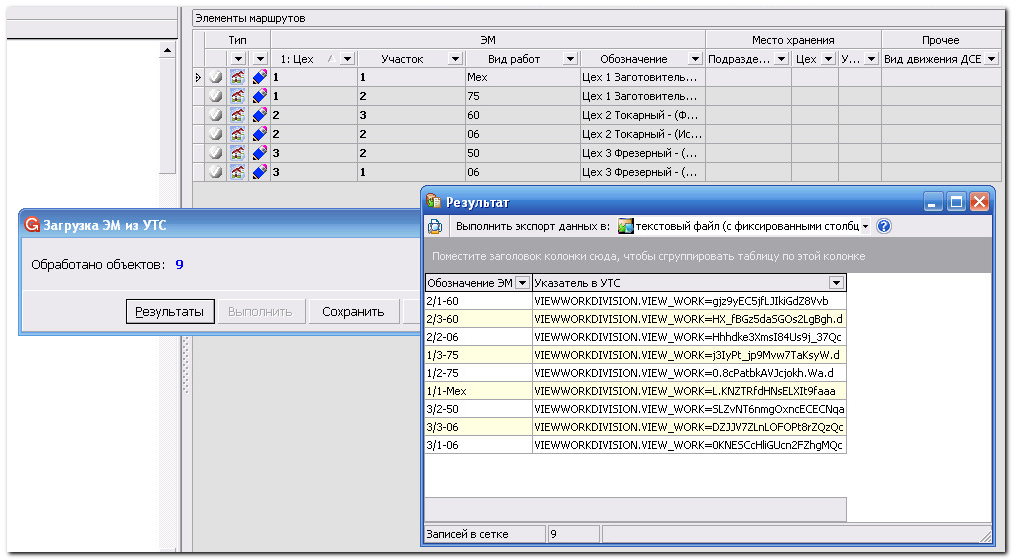 Элементы маршрутов
Тип ЭМ Место хранения Прочее
1: Цех Участок Вид работ Обозначение Подразде... Цех У... Вид движения ДСЕ
1 1 Мех Цех 1 Заготовитель...
1 2 75 Цех 1 Заготовитель...
2 3 60 Цех 2 Токарный - (Ф...
2 2 06 Цех 2 Токарный - (Ис...
3 2 50 Цех 3 Фрезерный - (...
3 1 06 Цех 3 Фрезерный - (...
Загрузка ЭМ из УТС
Обработано объектов: 9
Результаты Выполнить Сохранить
Результат
Выполнить экспорт данных в: текстовый файл (с фиксированными столбц
Поместите заголовок колонки сюда, чтобы сгруппировать таблицу по этой колонке
Обозначение ЭМ Указатель в УТС
2/1-60 VIEWWORKDIVISION.VIEW_WORK=gjz9yEC5jfLJIkiGdZ8Vvb
2/3-60 VIEWWORKDIVISION.VIEW_WORK=HX_fBGz5daSGOs2LgBgh.d
2/2-06 VIEWWORKDIVISION.VIEW_WORK=Hhhdke3XmsI84Us9j_37Qc
1/3-75 VIEWWORKDIVISION.VIEW_WORK=j3IyPt_jp9Mvw7TaKsyW.d
1/2-75 VIEWWORKDIVISION.VIEW_WORK=0.8cPatbkAVJcjokh.Wa.d
1/1-Мех VIEWWORKDIVISION.VIEW_WORK=L.KNZTRfdHNsELXIt9faaa
3/2-50 VIEWWORKDIVISION.VIEW_WORK=SLZvNT6nmgOxncECECNqa
3/3-06 VIEWWORKDIVISION.VIEW_WORK=DZJJV7ZLnLOFOPt8rZQzQc
3/1-06 VIEWWORKDIVISION.VIEW_WORK=0KNESCcHliGUcn2FZhgMQc
Записей в сетке 9